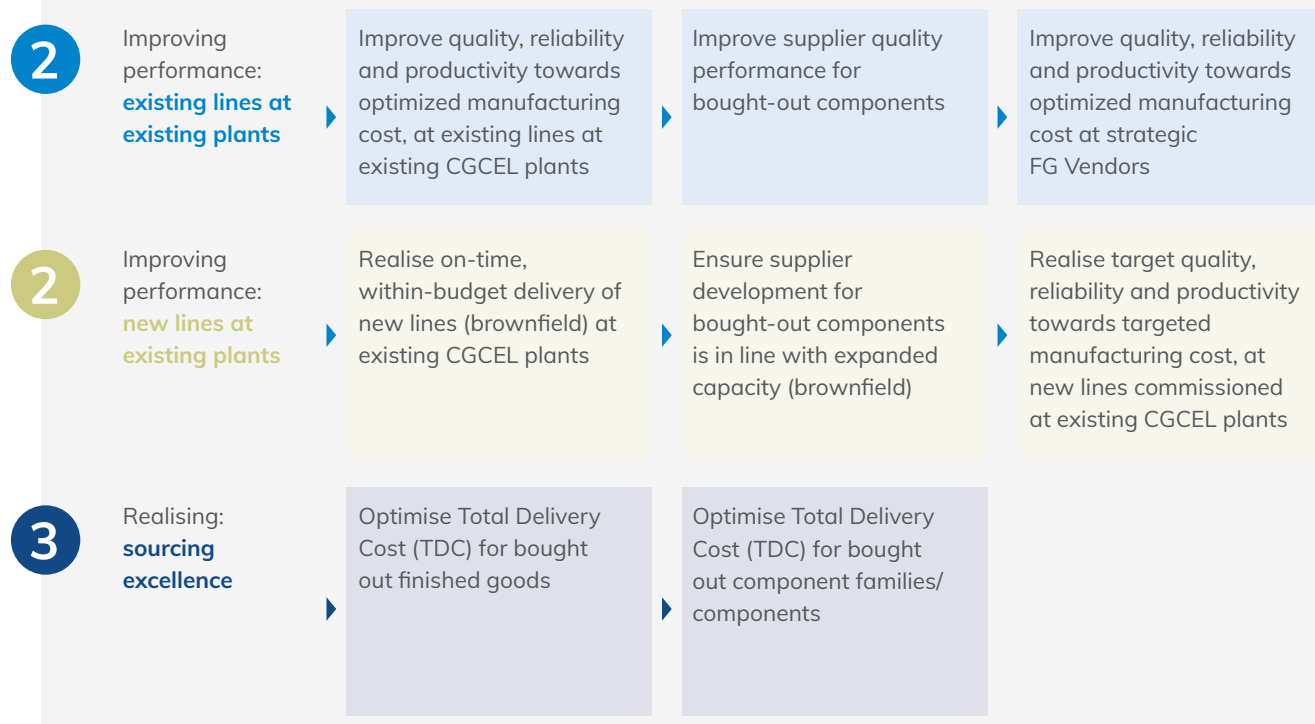 2
Improving
performance:
existing lines at
existing plants
Improve quality, reliability
and productivity towards
optimized manufacturing
cost, at existing lines at
existing CGCEL plants
Improve supplier quality
performance for
bought-out components
Improve quality, reliability
and productivity towards
optimized manufacturing
cost at strategic
FG Vendors
2
Improving
performance:
new lines at
existing plants
Realise on-time,
within-budget delivery of
new lines (brownfield) at
existing CGCEL plants
Ensure supplier
development for
bought-out components
is in line with expanded
capacity (brownfield)
Realise target quality,
reliability and productivity
towards targeted
manufacturing cost, at
new lines commissioned
at existing CGCEL plants
3
Realising:
sourcing
excellence
Optimise Total Delivery
Cost (TDC) for bought
out finished goods
Optimise Total Delivery
Cost (TDC) for bought
out component families/
components